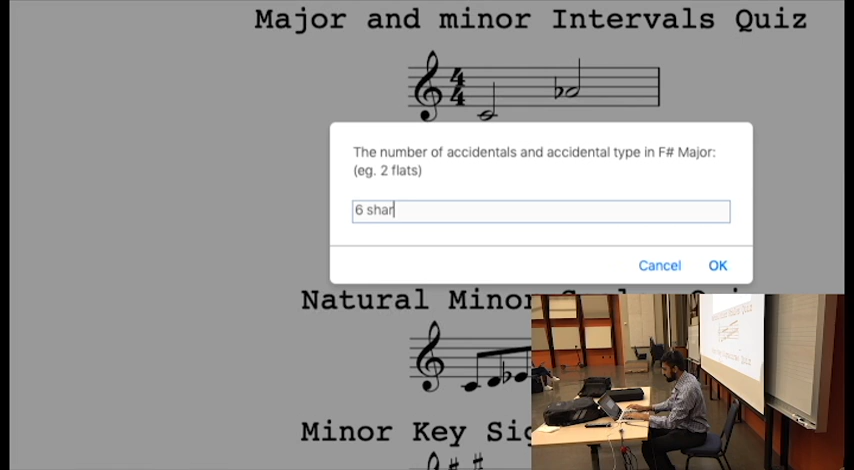 Major and minor Intervals Quiz
The number of accidentals and accidental type in F# Major:
(eg. 2 flats)
6 shar
Cancel OK
Natural Minor
Minor Key Sig